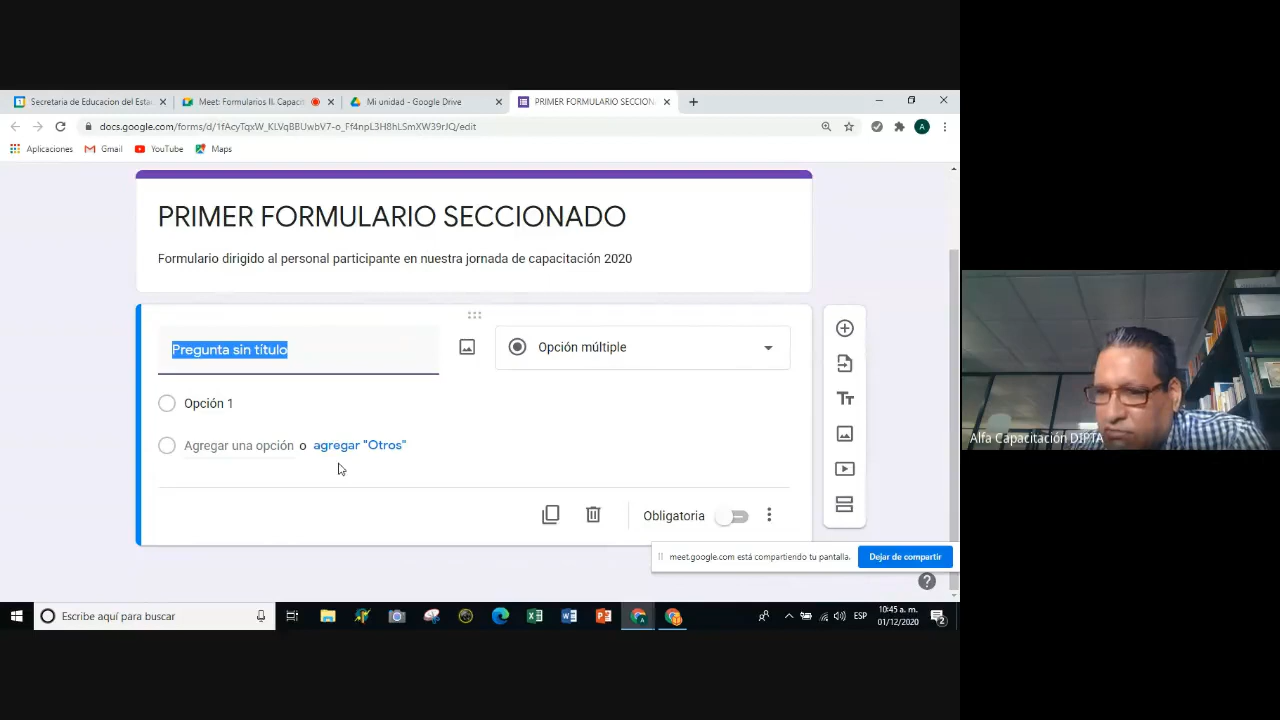 Secretaria de Educacion del Esta
Meet: Formularios II. Capaci
Mi unidad - Google Drive
PRIMER FORMULARIO SECCION
docs.google.com/forms/d/1fAcyTqxW_KLVqBBUwbV7-o_Ff4npL3H8hLSmXW39rJQ/edit
Aplicaciones
Gmail
YouTube
Maps
PRIMER FORMULARIO SECCIONADO
Formulario dirigido al personal participante en nuestra jornada de capacitación 2020
Pregunta sin título
Opción múltiple
Opción 1
Agregar una opción o agregar "Otros"
Obligatoria
meet.google.com está compartiendo tu pantalla.
Dejar de compartir
Alfa Capacitación DIPTA
Escribe aquí para buscar
ESP
10:45 a. m.
01/12/2020
2